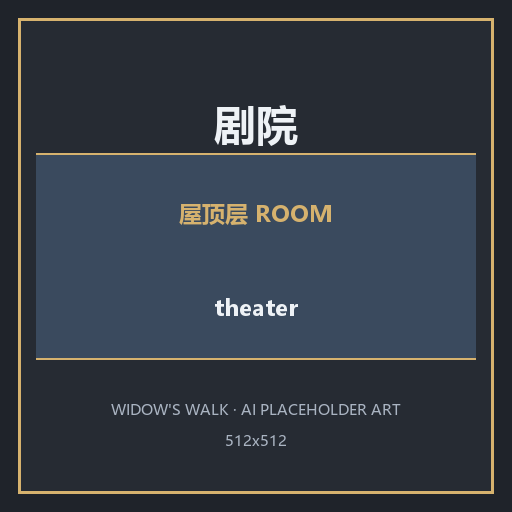 剧院
屋顶层 ROOM
theater
WIDOW'S WALK · AI PLACEHOLDER ART
512x512